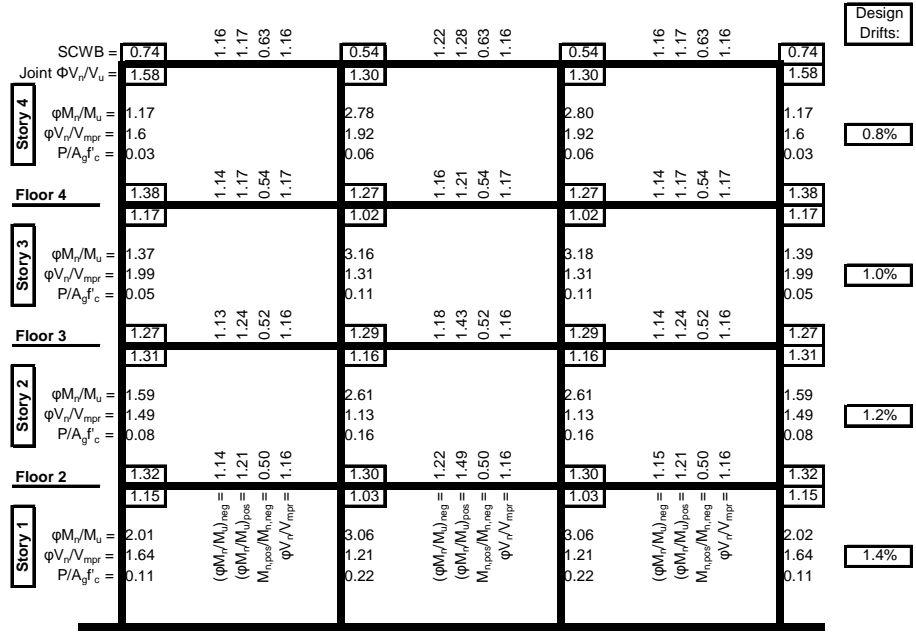 Design
Drifts:
1.16 1.17 0.63 1.16 1.22 1.28 0.63 1.16 1.16 1.17 0.63 1.16
SCWB = 0.74 0.54 0.54 0.74
Joint ΦVn/Vu = 1.58 1.30 1.30 1.58
Story 4
φMn/Mu = 1.17 2.78 2.80 1.17
φVn/Vmpr = 1.6 1.92 1.92 1.6 0.8%
P/Agf'c = 0.03 0.06 0.06 0.03
1.14 1.17 0.54 1.17 1.16 1.21 0.54 1.17 1.14 1.17 0.54 1.17
Floor 4 1.38 1.27 1.27 1.38
1.17 1.02 1.02 1.17
Story 3
φMn/Mu = 1.37 3.16 3.18 1.39
φVn/Vmpr = 1.99 1.31 1.31 1.99 1.0%
P/Agf'c = 0.05 0.11 0.11 0.05
1.13 1.24 0.52 1.16 1.18 1.43 0.52 1.16 1.14 1.24 0.52 1.16
Floor 3 1.27 1.29 1.29 1.27
1.31 1.16 1.16 1.31
Story 2
φMn/Mu = 1.59 2.61 2.61 1.59
φVn/Vmpr = 1.49 1.13 1.13 1.49 1.2%
P/Agf'c = 0.08 0.16 0.16 0.08
Floor 2 1.32 1.30 1.30 1.32
1.15 1.03 1.03 1.15
(φMn/Mu)neg = 1.14
(φMn/Mu)pos = 1.21
Mn,pos/Mn,neg = 0.50
φVn/Vmpr = 1.16
(φMn/Mu)neg = 1.22
(φMn/Mu)pos = 1.49
Mn,pos/Mn,neg = 0.50
φVn/Vmpr = 1.16
(φMn/Mu)neg = 1.15
(φMn/Mu)pos = 1.21
Mn,pos/Mn,neg = 0.50
φVn/Vmpr = 1.16
Story 1
φMn/Mu = 2.01 3.06 3.06 2.02
φVn/Vmpr = 1.64 1.21 1.21 1.64 1.4%
P/Agf'c = 0.11 0.22 0.22 0.11